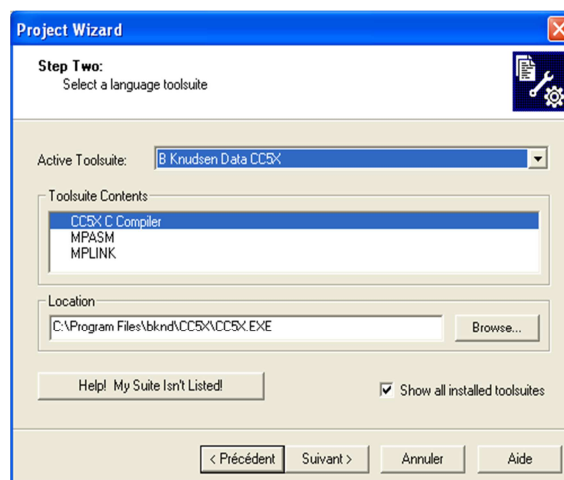 Project Wizard
Step Two:
Select a language toolsuite
Active Toolsuite: B Knudsen Data CC5X
Toolsuite Contents
CC5X C Compiler
MPASM
MPLINK
Location
C:\Program Files\bknd\CC5X\CC5X.EXE Browse...
Help! My Suite Isn't Listed! Show all installed toolsuites
< Précédent Suivant > Annuler Aide